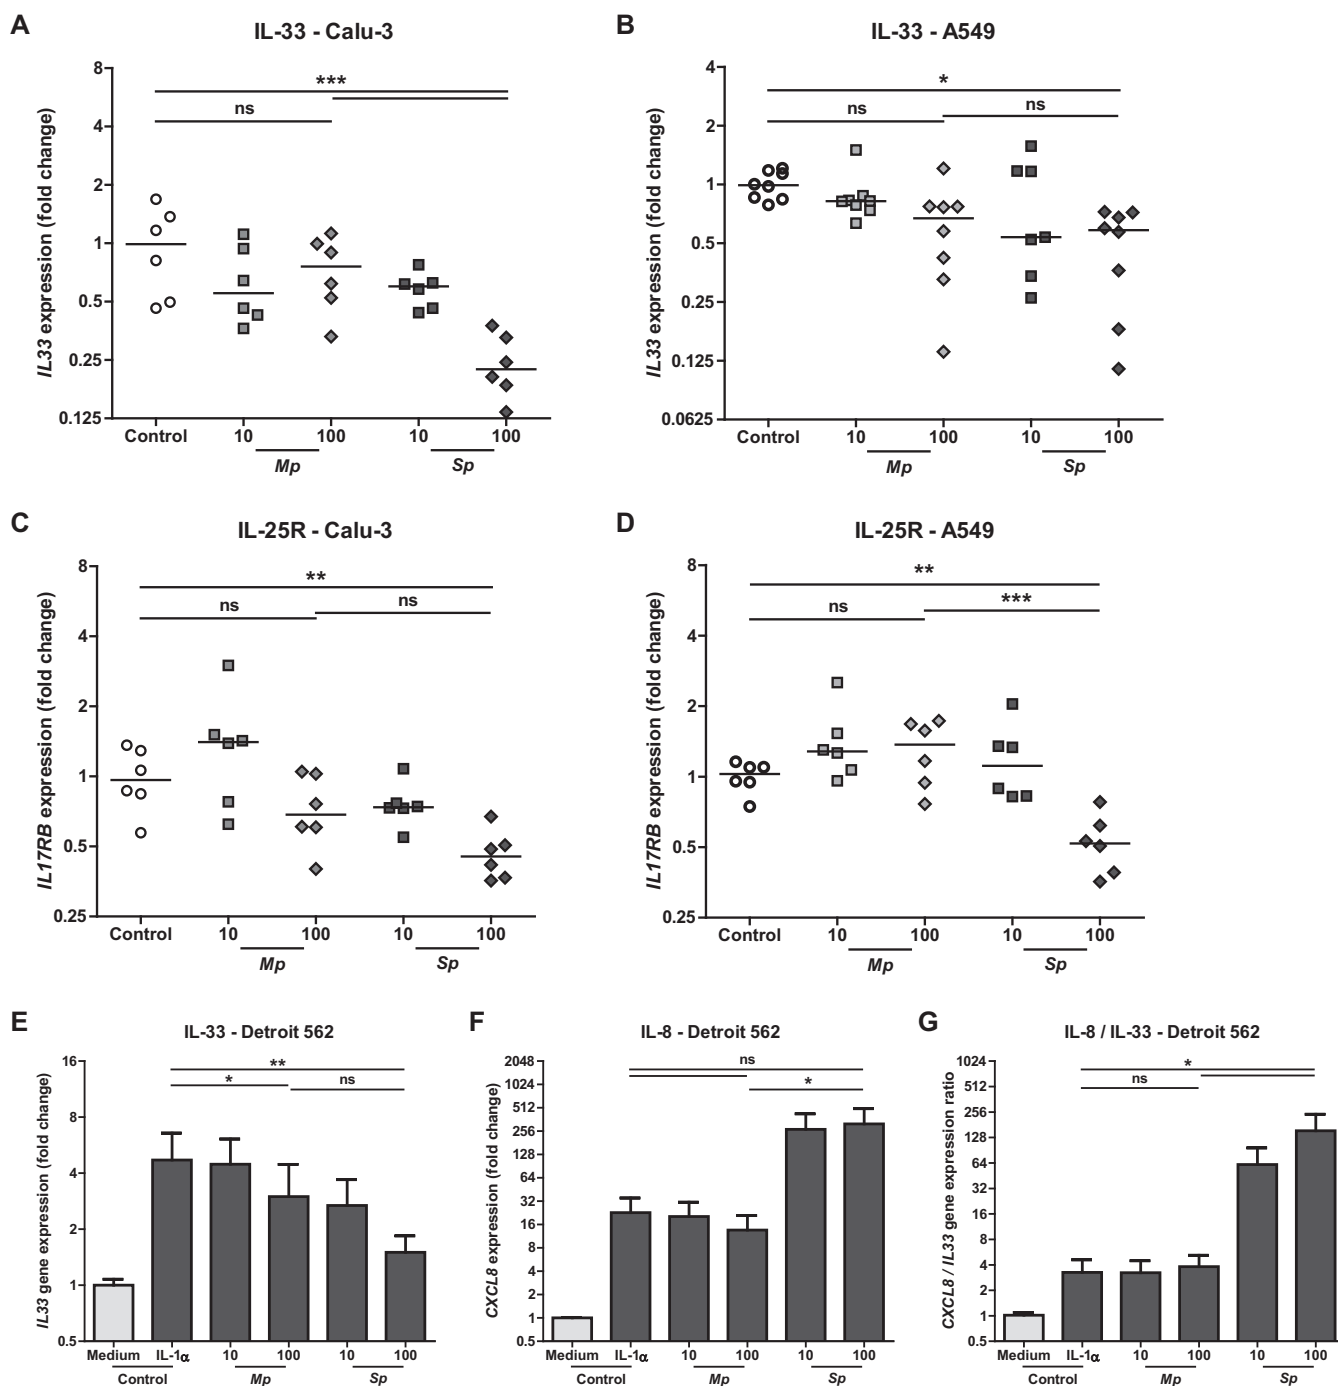 A
IL-33 - Calu-3
IL33 expression (fold change)
8
4
2
1
0.5
0.25
0.125
***
ns
Control
10
100
10
100
Mp
Sp
B
IL-33 - A549
IL33 expression (fold change)
4
2
1
0.5
0.25
0.125
0.0625
*
ns
ns
Control
10
100
10
100
Mp
Sp
C
IL-25R - Calu-3
IL17RB expression (fold change)
8
4
2
1
0.5
0.25
**
ns
ns
Control
10
100
10
100
Mp
Sp
D
IL-25R - A549
IL17RB expression (fold change)
8
4
2
1
0.5
0.25
**
ns
***
Control
10
100
10
100
Mp
Sp
E
IL-33 - Detroit 562
IL33 gene expression (fold change)
16
8
4
2
1
0.5
**
*
ns
Medium
IL-1α
10
100
10
100
Control
Mp
Sp
F
IL-8 - Detroit 562
CXCL8 expression (fold change)
2048
1024
512
256
128
64
32
16
8
4
2
1
0.5
ns
*
Medium
IL-1α
10
100
10
100
Control
Mp
Sp
G
IL-8 / IL-33 - Detroit 562
CXCL8 / IL33 gene expression ratio
1024
512
256
128
64
32
16
8
4
2
1
0.5
*
ns
Medium
IL-1α
10
100
10
100
Control
Mp
Sp